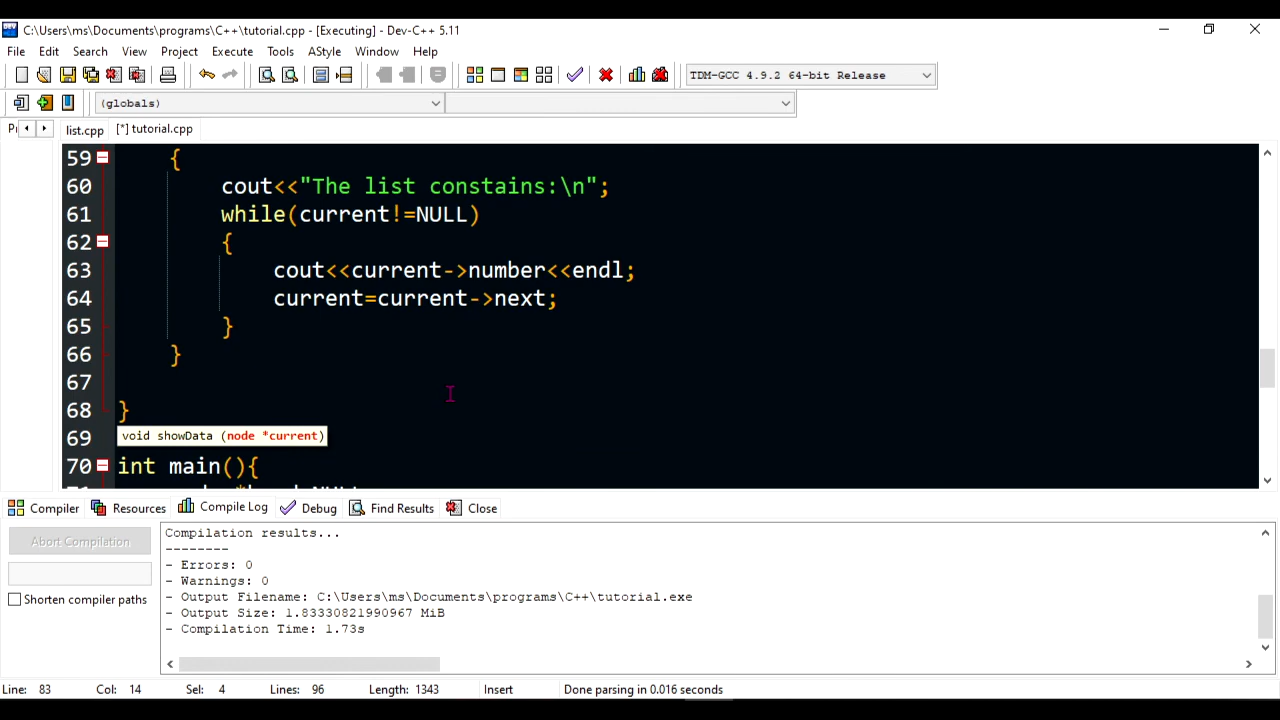 C:\Users\ms\Documents\programs\C++\tutorial.cpp - [Executing] - Dev-C++ 5.11
File Edit Search View Project Execute Tools AStyle Window Help
TDM-GCC 4.9.2 64-bit Release
(globals)
list.cpp [*] tutorial.cpp
59 {
60 cout<<"The list constains:\n";
61 while(current!=NULL)
62 {
63 cout<<current->number<<endl;
64 current=current->next;
65 }
66 }
67
68 }
void showData (node *current)
69
70 int main(){
Compiler Resources Compile Log Debug Find Results Close
Abort Compilation
Shorten compiler paths
Compilation results...
--------
- Errors: 0
- Warnings: 0
- Output Filename: C:\Users\ms\Documents\programs\C++\tutorial.exe
- Output Size: 1.83330821990967 MiB
- Compilation Time: 1.73s
Line: 83 Col: 14 Sel: 4 Lines: 96 Length: 1343 Insert Done parsing in 0.016 seconds